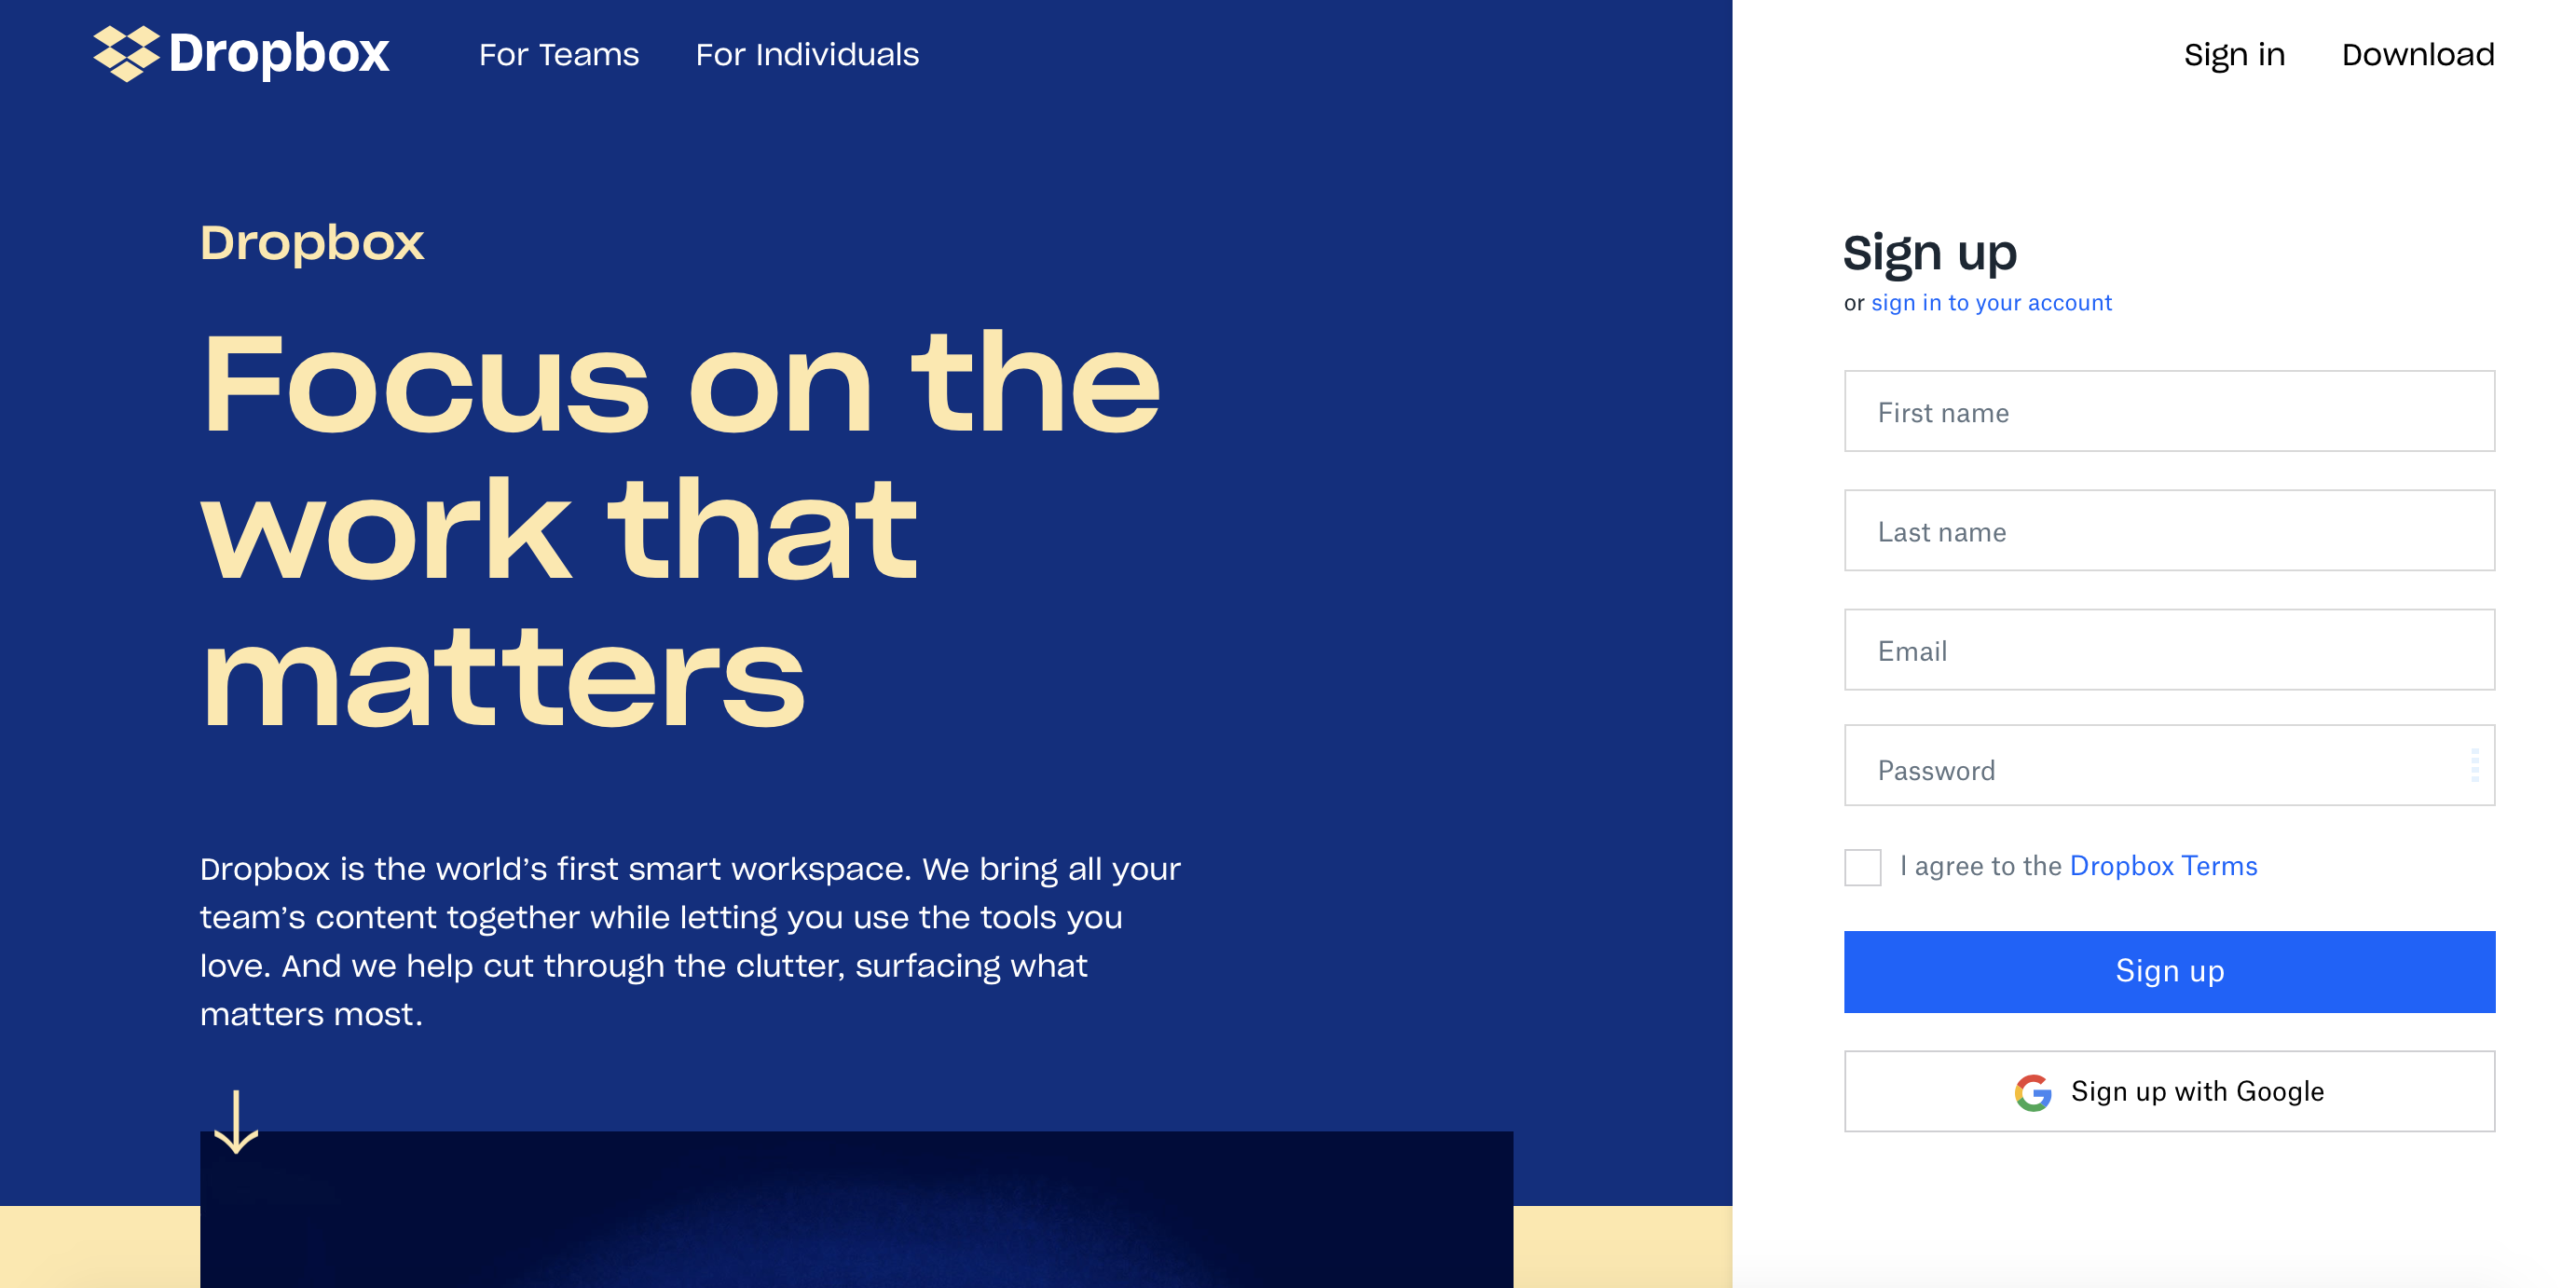 Dropbox
For Teams
For Individuals
Sign in
Download
Dropbox
Focus on the
work that
matters
Dropbox is the world’s first smart workspace. We bring all your
team’s content together while letting you use the tools you
love. And we help cut through the clutter, surfacing what
matters most.
Sign up
or sign in to your account
First name
Last name
Email
Password
I agree to the Dropbox Terms
Sign up
Sign up with Google